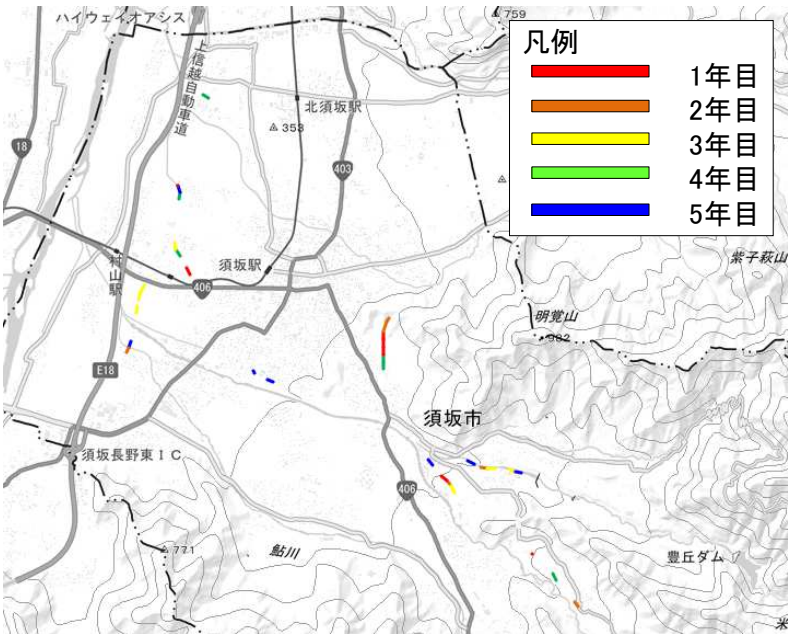 ハイウェイオアシス
759
凡例
1年目
2年目
3年目
4年目
5年目
上信越自動車道
北須坂駅
353
18
403
紫子萩山
須坂駅
村山駅
406
明覚山
E18
須坂市
須坂長野東IC
406
771
鮎川
豊丘ダム
米